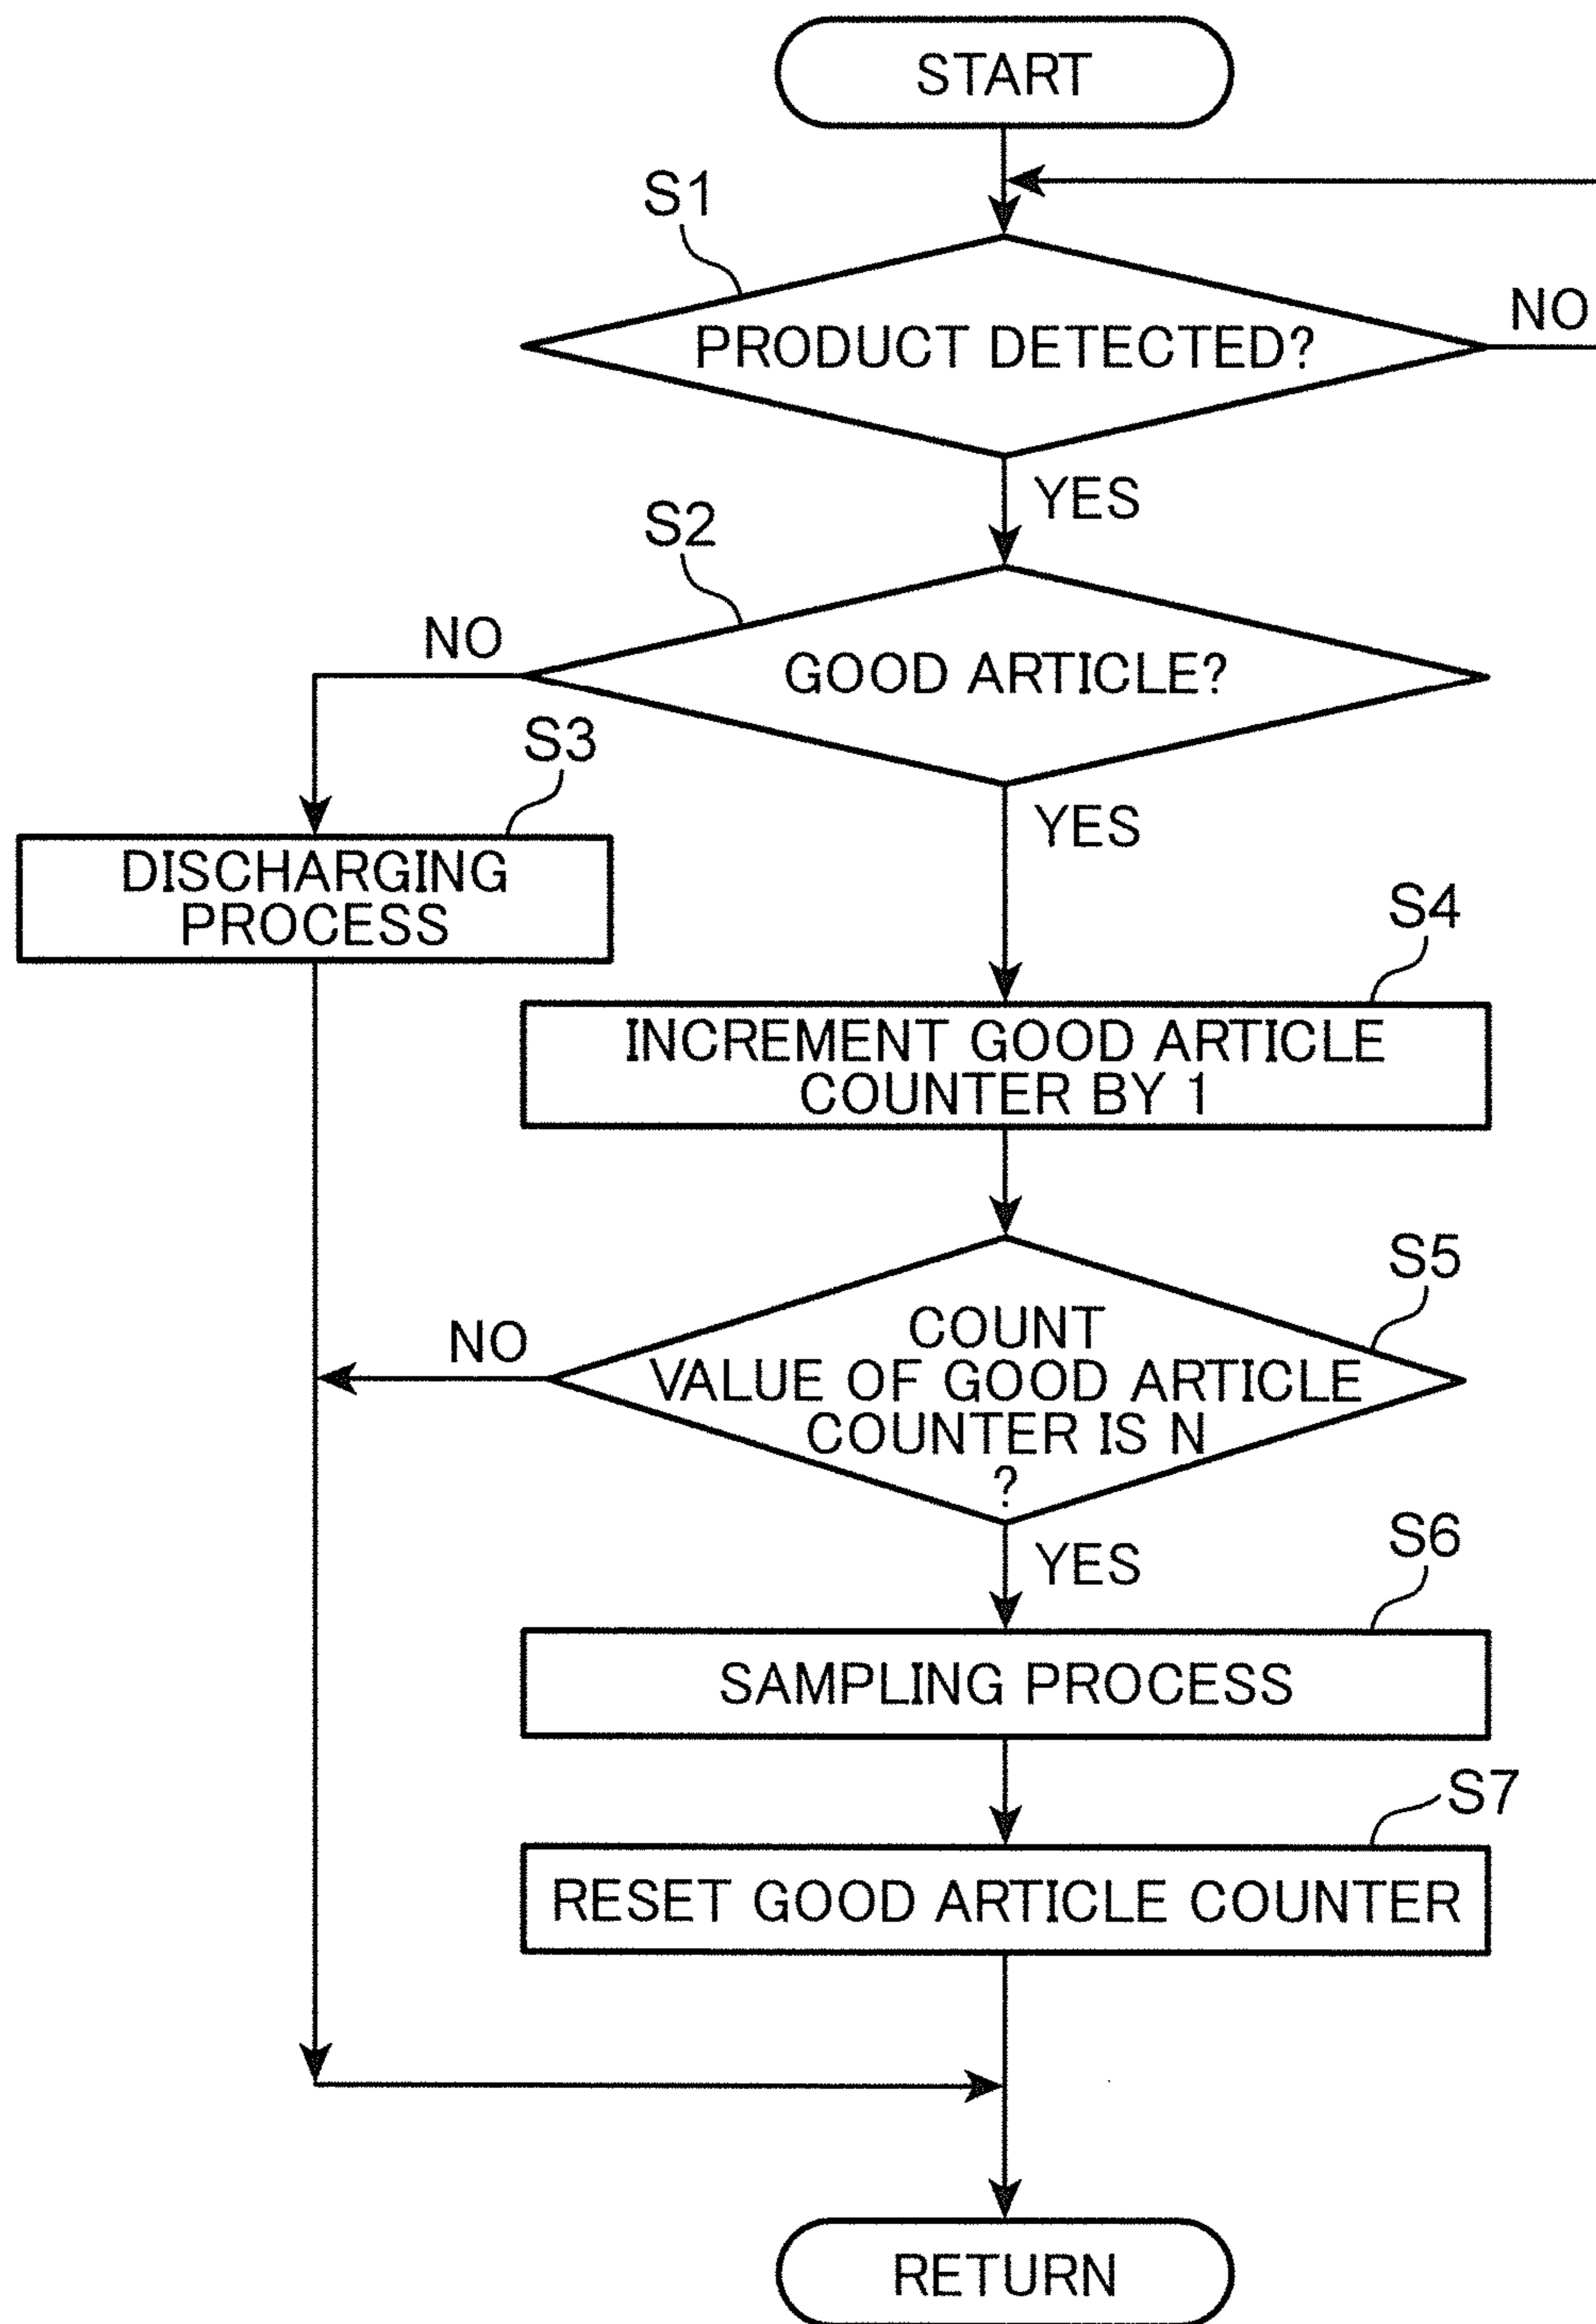 START
S1
PRODUCT DETECTED?
NO
YES
S2
NO
GOOD ARTICLE?
S3
YES
DISCHARGING
PROCESS
S4
INCREMENT GOOD ARTICLE
COUNTER BY 1
S5
NO
COUNT
VALUE OF GOOD ARTICLE
COUNTER IS N
?
YES
S6
SAMPLING PROCESS
S7
RESET GOOD ARTICLE COUNTER
RETURN